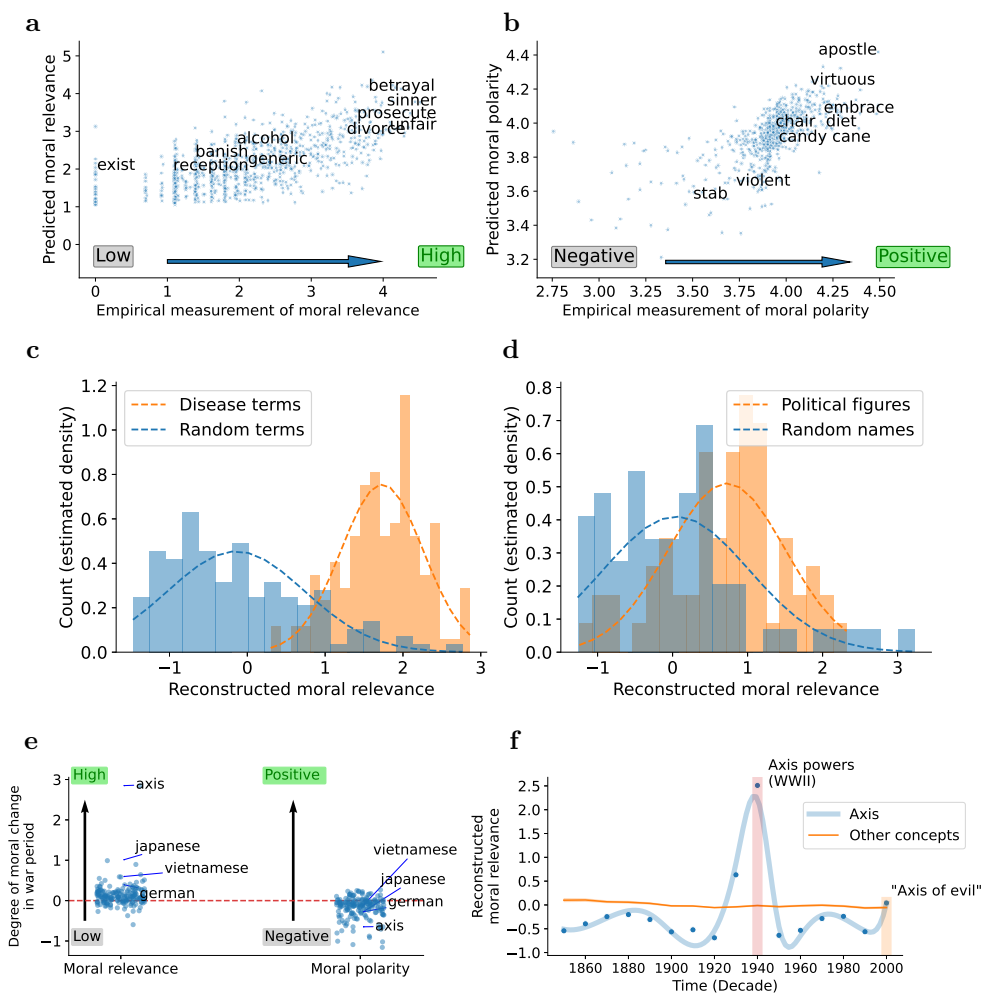 a
Predicted moral relevance
5
4
3
2
1
0
betrayal
sinner
prosecute
divorce
unfair
alcohol
banish
generic
reception
exist
Low
High
0
1
2
3
4
Empirical measurement of moral relevance
b
Predicted moral polarity
4.4
4.2
4.0
3.8
3.6
3.4
3.2
apostle
virtuous
embrace
chair
diet
candy cane
violent
stab
Negative
Positive
2.75
3.00
3.25
3.50
3.75
4.00
4.25
4.50
Empirical measurement of moral polarity
c
Count (estimated density)
1.2
1.0
0.8
0.6
0.4
0.2
0.0
Disease terms
Random terms
−1
0
1
2
3
Reconstructed moral relevance
d
Count (estimated density)
0.8
0.7
0.6
0.5
0.4
0.3
0.2
0.1
0.0
Political figures
Random names
−1
0
1
2
3
Reconstructed moral relevance
e
Degree of moral change
in war period
3
2
1
0
−1
High
axis
japanese
vietnamese
german
Low
Positive
vietnamese
japanese
german
axis
Negative
Moral relevance
Moral polarity
f
Reconstructed
moral relevance
2.5
2.0
1.5
1.0
0.5
0.0
−0.5
−1.0
Axis powers
(WWII)
Axis
Other concepts
"Axis of evil"
1860
1880
1900
1920
1940
1960
1980
2000
Time (Decade)